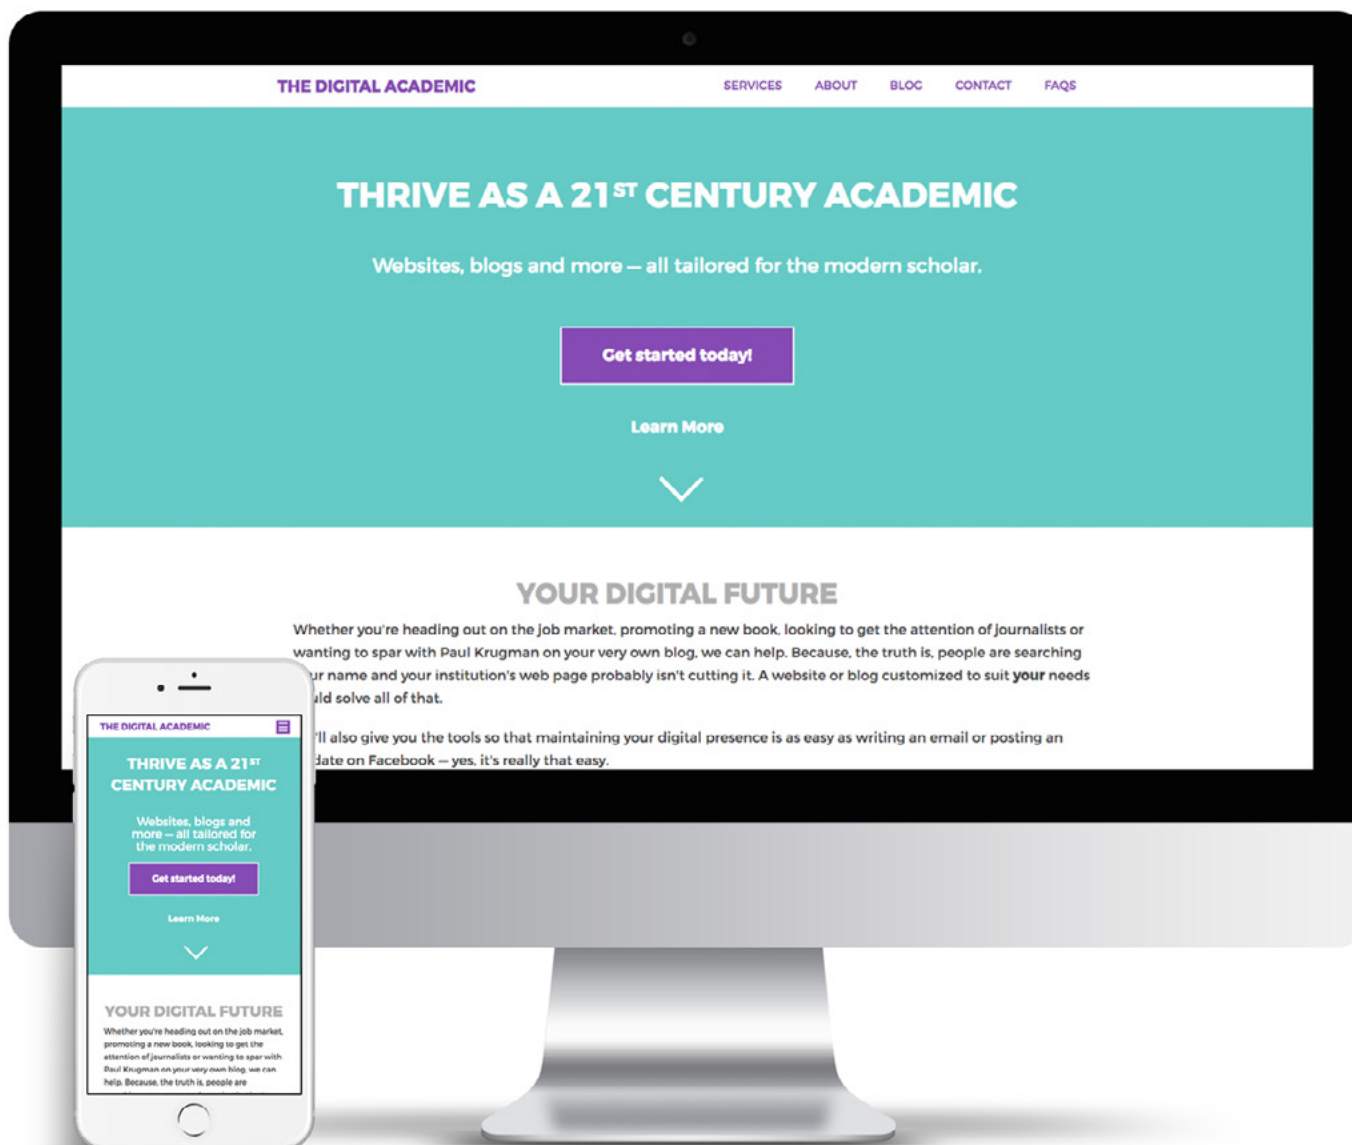 THE DIGITAL ACADEMIC
SERVICES ABOUT BLOG CONTACT FAQS
THRIVE AS A 21ST CENTURY ACADEMIC
Websites, blogs and more — all tailored for the modern scholar.
Get started today!
Learn More
YOUR DIGITAL FUTURE
Whether you're heading out on the job market, promoting a new book, looking to get the attention of journalists or
wanting to spar with Paul Krugman on your very own blog, we can help. Because, the truth is, people are searching
name and your institution's web page probably isn't cutting it. A website or blog customized to suit your needs
solve all of that.
also give you the tools so that maintaining your digital presence is as easy as writing an email or posting an
on Facebook — yes, it's really that easy.
THE DIGITAL ACADEMIC
THRIVE AS A 21ST
CENTURY ACADEMIC
Websites, blogs and
more — all tailored for
the modern scholar.
Get started today!
Learn More
YOUR DIGITAL FUTURE
Whether you're heading out on the job market,
promoting a new book, looking to get the
attention of journalists or wanting to spar with
Paul Krugman on your very own blog, we can
help. Because, the truth is, people are